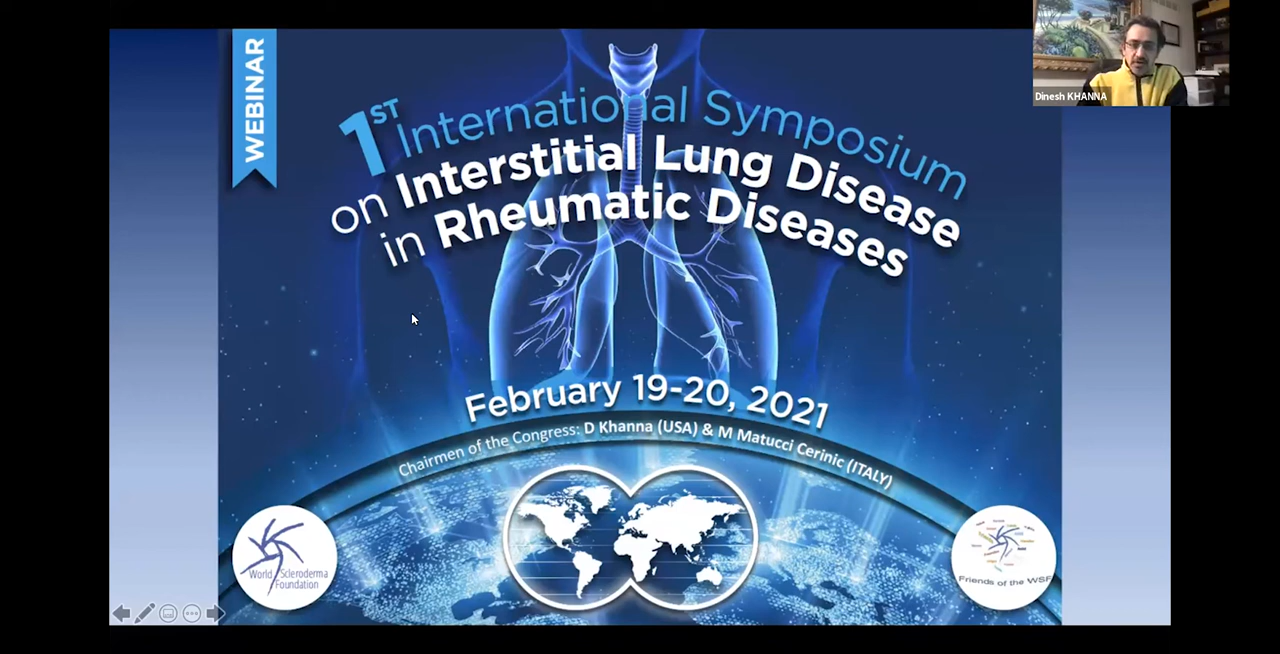 WEBINAR
1ST International Symposium
on Interstitial Lung Disease
in Rheumatic Diseases
February 19-20, 2021
Chairmen of the Congress: D Khanna (USA) & M Matucci Cerinic (ITALY)
World Scleroderma
Foundation
Friends of the WSF
Dinesh KHANNA